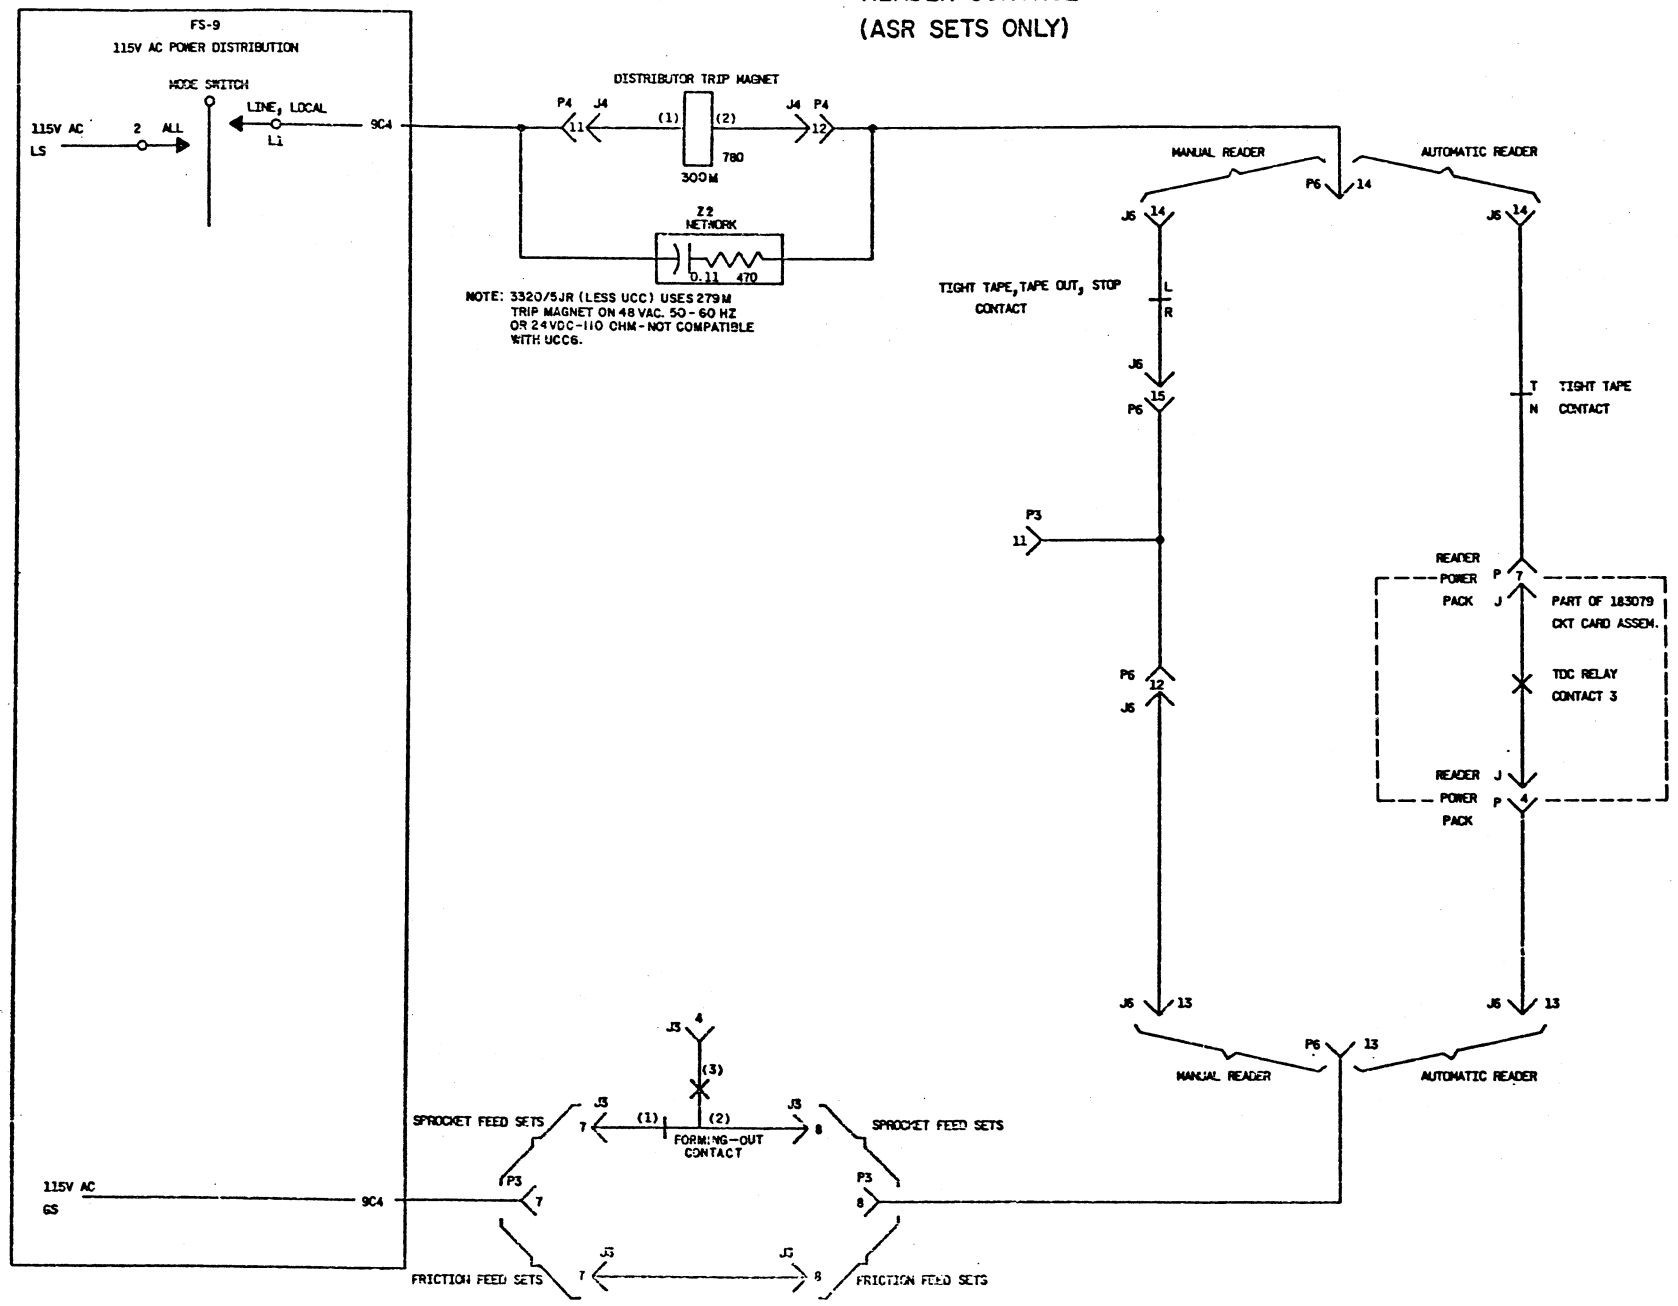 (ASR SETS ONLY)
FS-9
115V AC POWER DISTRIBUTION
MODE SWITCH
LINE, LOCAL
115V AC
2 ALL
LS
L1
9C4
DISTRIBUTOR TRIP MAGNET
P4 J4
11
(1)
(2)
J4 P4
12
780
300M
Z2
NETWORK
0.11 470
NOTE: 3320/5JR (LESS UCC) USES 279M
TRIP MAGNET ON 48 VAC. 50-60 HZ
OR 24VDC-110 OHM-NOT COMPATIBLE
WITH UCC6.
MANUAL READER
AUTOMATIC READER
P6 14
J6 14
J6 14
TIGHT TAPE, TAPE OUT, STOP
CONTACT
L
R
J6
15
P6
T TIGHT TAPE
N CONTACT
P3
11
READER
POWER
PACK
P 7
J
PART OF 183079
CKT CARD ASSEM.
P6
12
J6
TDC RELAY
CONTACT 3
READER J
POWER P 4
PACK
J6 13
J6 13
P6 13
MANUAL READER
AUTOMATIC READER
J3 4
(3)
SPROCKET FEED SETS
J3
7
(1)
(2)
J3
8
SPROCKET FEED SETS
FORMING-OUT
CONTACT
115V AC
GS
9C4
P3
7
P3
8
FRICTION FEED SETS
J3
7
J3
8
FRICTION FEED SETS